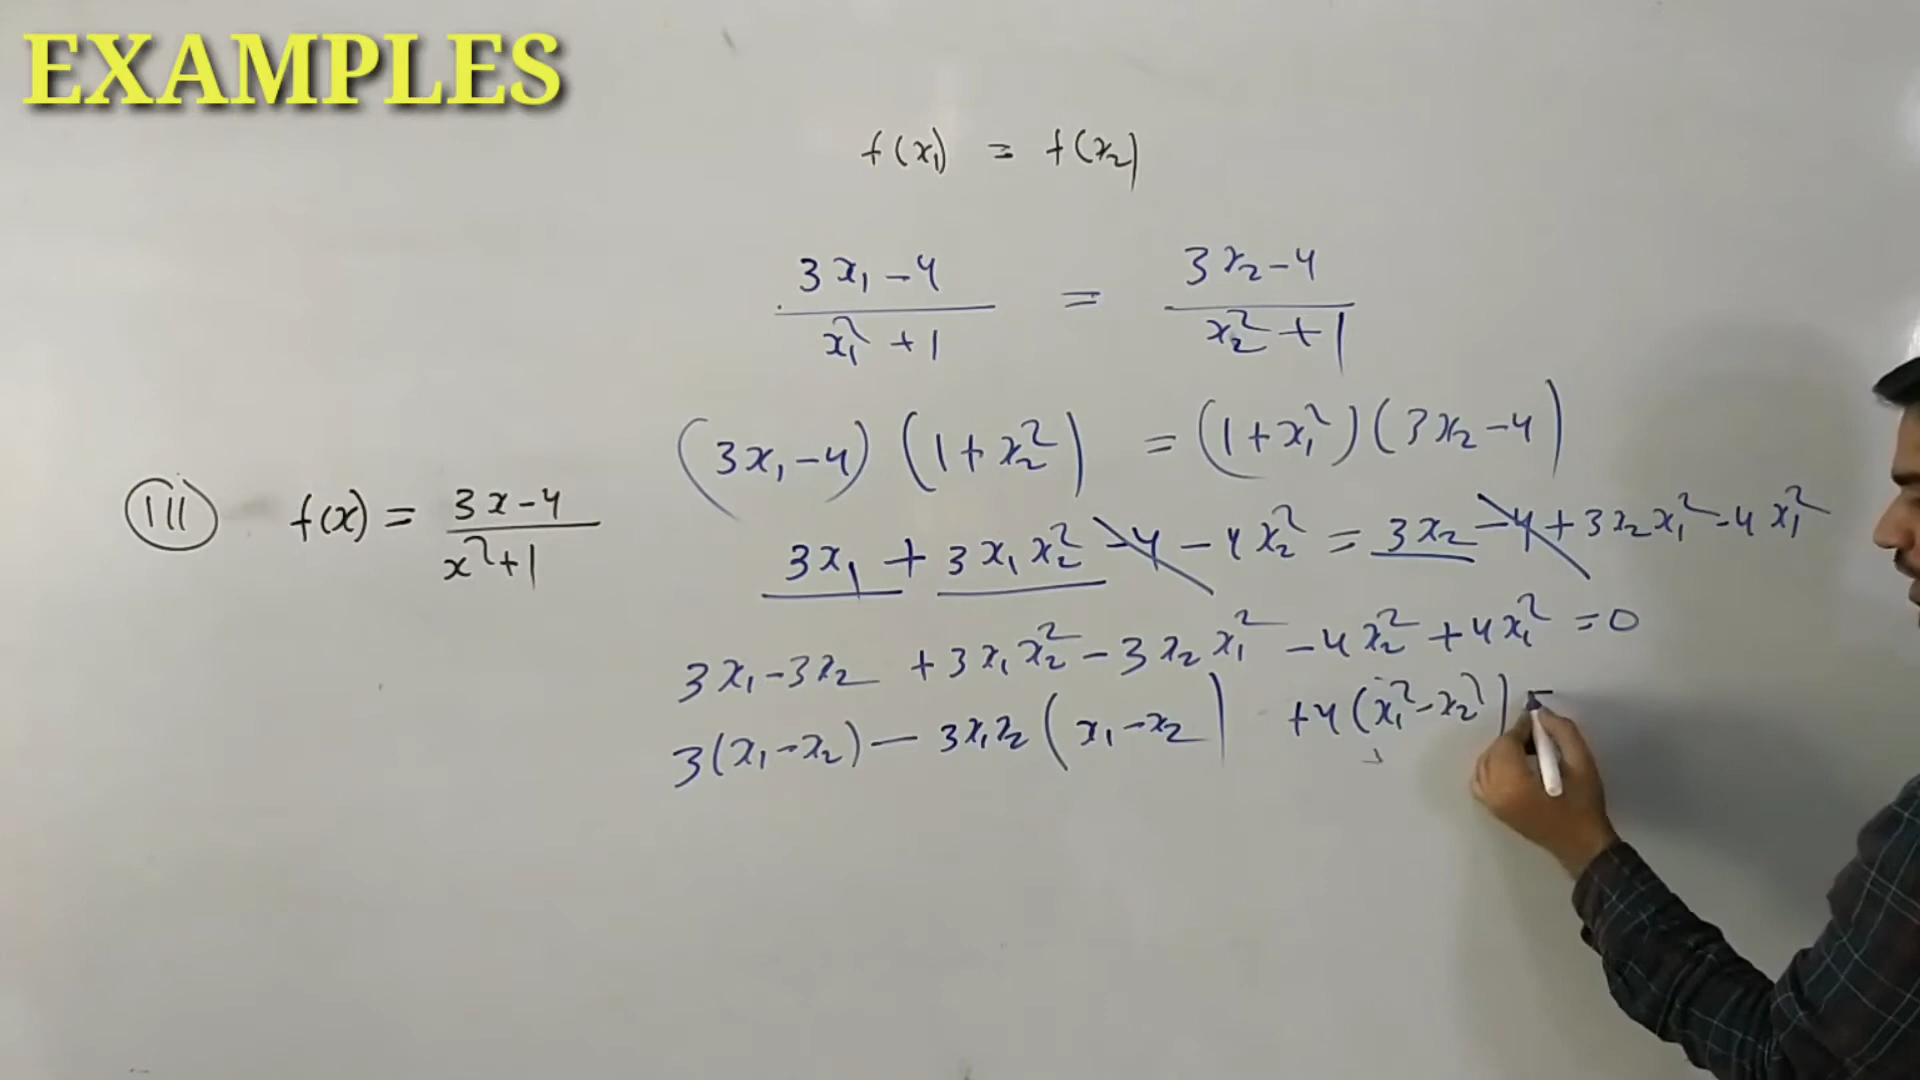 EXAMPLES
f(x₁) = f(x₂)
(3x₁-4)/(x₁²+1) = (3x₂-4)/(x₂²+1)
(3x₁-4)(1+x₂²) = (1+x₁²)(3x₂-4)
III f(x) = (3x-4)/(x²+1)
3x₁ + 3x₁x₂² -4 - 4x₂² = 3x₂ -4 + 3x₂x₁² - 4x₁²
3x₁-3x₂ + 3x₁x₂² - 3x₂x₁² - 4x₂² + 4x₁² = 0
3(x₁-x₂) - 3x₁x₂(x₁-x₂) + 4(x₁²-x₂²)